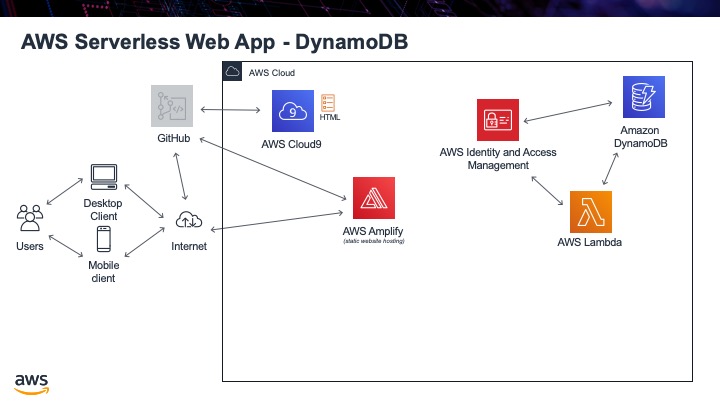 AWS Serverless Web App - DynamoDB
AWS Cloud
GitHub
9
HTML
AWS Cloud9
AWS Identity and Access
Management
Amazon
DynamoDB
Desktop
Client
Users
Internet
Mobile
client
AWS Amplify
(static website hosting)
AWS Lambda
aws